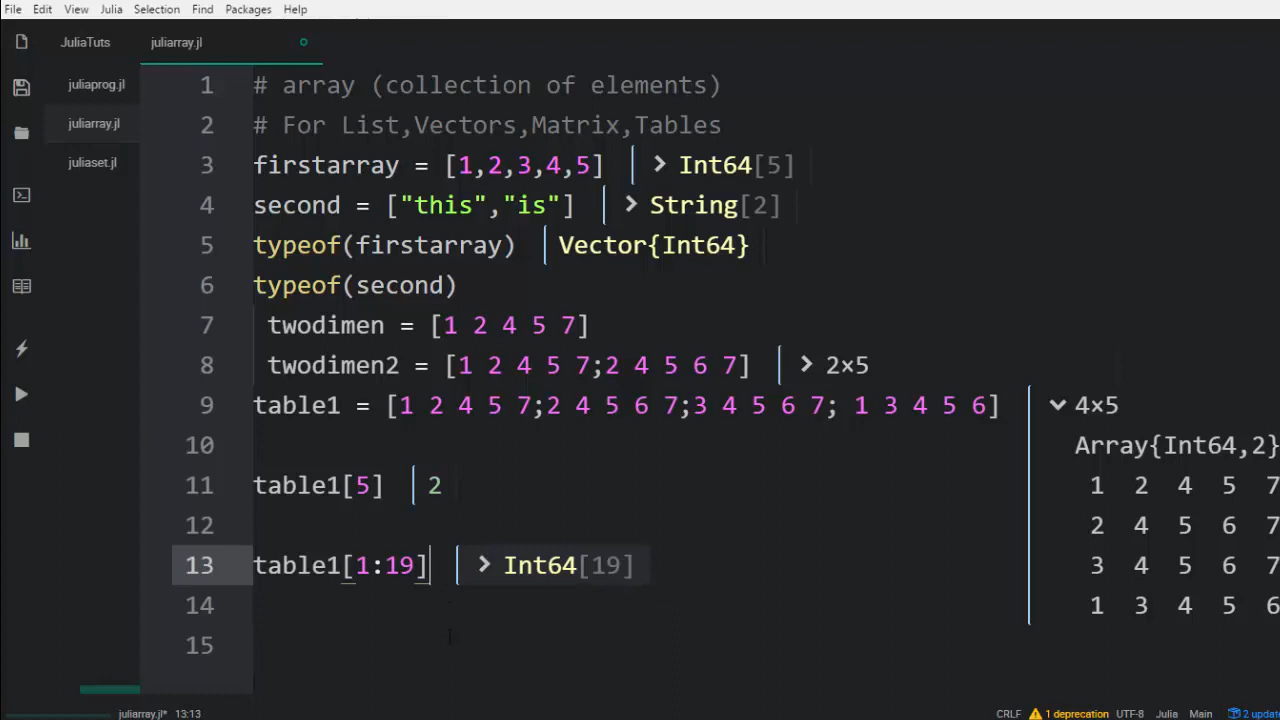 File Edit View Julia Selection Find Packages Help
JuliaTuts juliarray.jl
juliaprog.jl
juliarray.jl
juliaset.jl
1 # array (collection of elements)
2 # For List,Vectors,Matrix,Tables
3 firstarray = [1,2,3,4,5] > Int64[5]
4 second = ["this","is"] > String[2]
5 typeof(firstarray) Vector{Int64}
6 typeof(second)
7 twodimen = [1 2 4 5 7]
8 twodimen2 = [1 2 4 5 7;2 4 5 6 7] > 2×5
9 table1 = [1 2 4 5 7;2 4 5 6 7;3 4 5 6 7; 1 3 4 5 6] 4×5
10 Array{Int64,2}
11 table1[5] 2 1 2 4 5 7
12 2 4 5 6 7
13 table1[1:19] > Int64[19] 3 4 5 6 7
14 1 3 4 5 6
15
juliarray.jl* 13:13 CRLF 1 deprecation UTF-8 Julia Main 2 updat